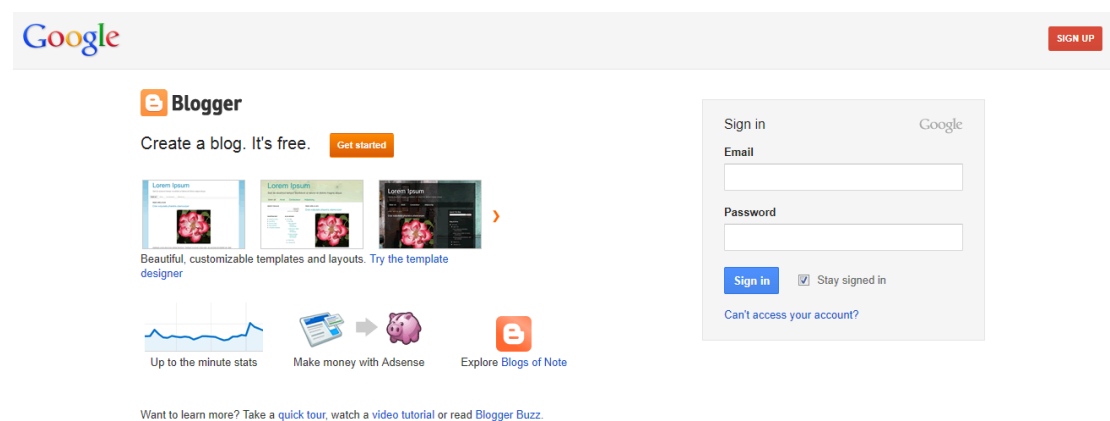 Google
SIGN UP
Blogger
Create a blog. It's free.
Get started
Lorem Ipsum
Lorem Ipsum
Lorem Ipsum
Beautiful, customizable templates and layouts. Try the template
designer
Up to the minute stats
Make money with Adsense
Explore Blogs of Note
Want to learn more? Take a quick tour, watch a video tutorial or read Blogger Buzz.
Sign in
Google
Email
Password
Sign in
Stay signed in
Can't access your account?